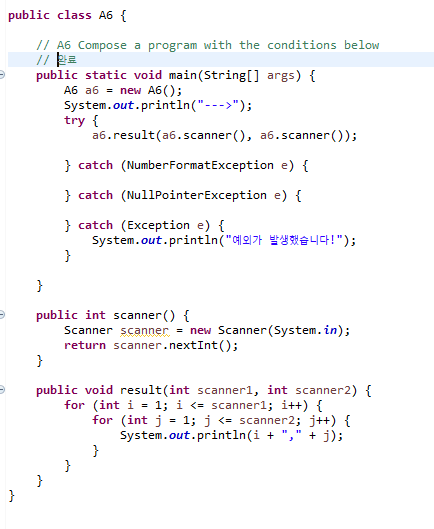 public class A6 {
// A6 Compose a program with the conditions below
// 완료
public static void main(String[] args) {
A6 a6 = new A6();
System.out.println("--->");
try {
a6.result(a6.scanner(), a6.scanner());
} catch (NumberFormatException e) {
} catch (NullPointerException e) {
} catch (Exception e) {
System.out.println("예외가 발생했습니다!");
}
}
public int scanner() {
Scanner scanner = new Scanner(System.in);
return scanner.nextInt();
}
public void result(int scanner1, int scanner2) {
for (int i = 1; i <= scanner1; i++) {
for (int j = 1; j <= scanner2; j++) {
System.out.println(i + "," + j);
}
}
}
}